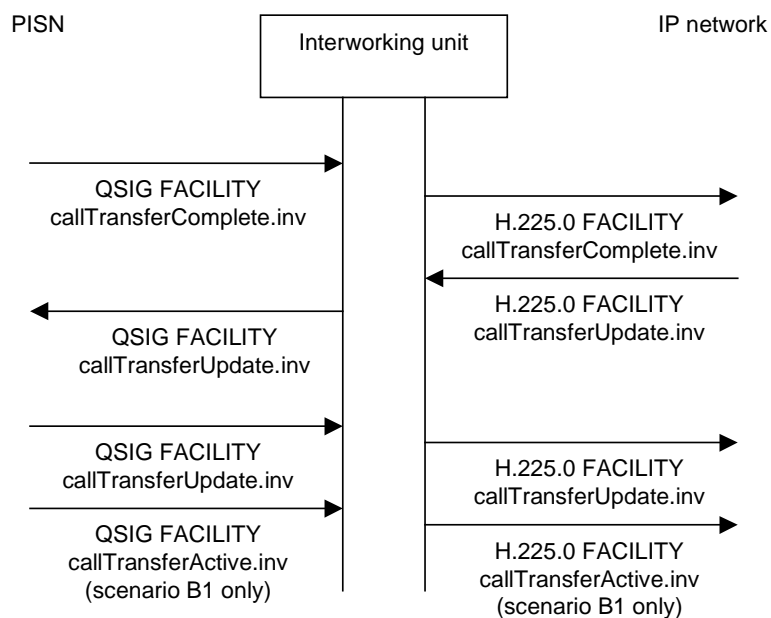 PISN
Interworking unit
IP network
QSIG FACILITY
callTransferComplete.inv
H.225.0 FACILITY
callTransferComplete.inv
H.225.0 FACILITY
callTransferUpdate.inv
QSIG FACILITY
callTransferUpdate.inv
QSIG FACILITY
callTransferUpdate.inv
H.225.0 FACILITY
callTransferUpdate.inv
QSIG FACILITY
callTransferActive.inv
(scenario B1 only)
H.225.0 FACILITY
callTransferActive.inv
(scenario B1 only)